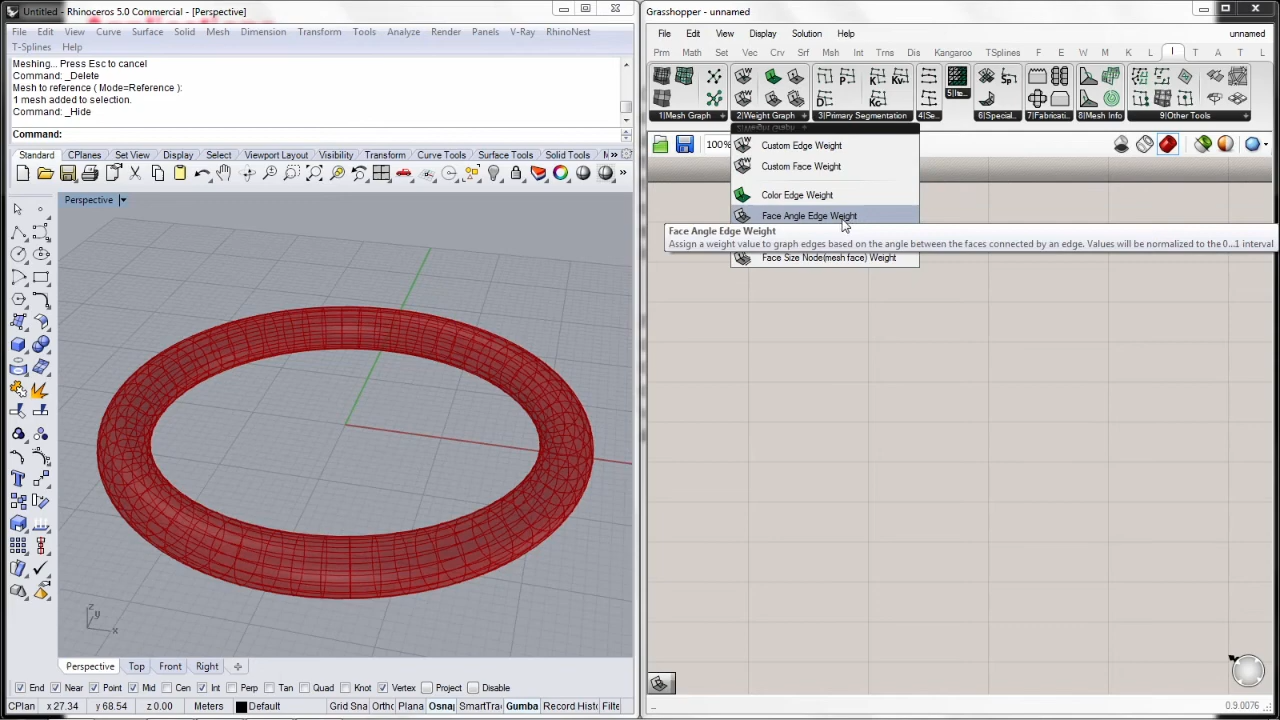 Untitled - Rhinoceros 5.0 Commercial - [Perspective]
File Edit View Curve Surface Solid Mesh Dimension Transform Tools Analyze Render Panels V-Ray RhinoNest
T-Splines Help
Meshing... Press Esc to cancel
Command: _Delete
Mesh to reference ( Mode=Reference ):
1 mesh added to selection.
Command: _Hide
Command:
Standard CPlanes Set View Display Select Viewport Layout Visibility Transform Curve Tools Surface Tools Solid Tools M »
Perspective
z y x
Perspective Top Front Right
End Near Point Mid Cen Int Perp Tan Quad Knot Vertex Project Disable
CPlan x 27.34 y 68.54 z 0.00 Meters Default Grid Sna Ortho Plana Osna SmartTra Gumba Record Histo Filte
Grasshopper - unnamed
File Edit View Display Solution Help unnamed
Prm Math Set Vec Crv Srf Msh Int Trns Dis Kangaroo TSplines F E W M K L I T A T L
1|Mesh Graph + 2|Weight Graph + 3|Primary Segmentation 4|Se... 5|Ite... 6|Special... 7|Fabricati... 8|Mesh Info 9|Other Tools +
100%
Custom Edge Weight
Custom Face Weight
Color Edge Weight
Face Angle Edge Weight
Face Angle Edge Weight
Assign a weight value to graph edges based on the angle between the faces connected by an edge. Values will be normalized to the 0...1 interval
Face Size Node(mesh face) Weight
0.9.0076